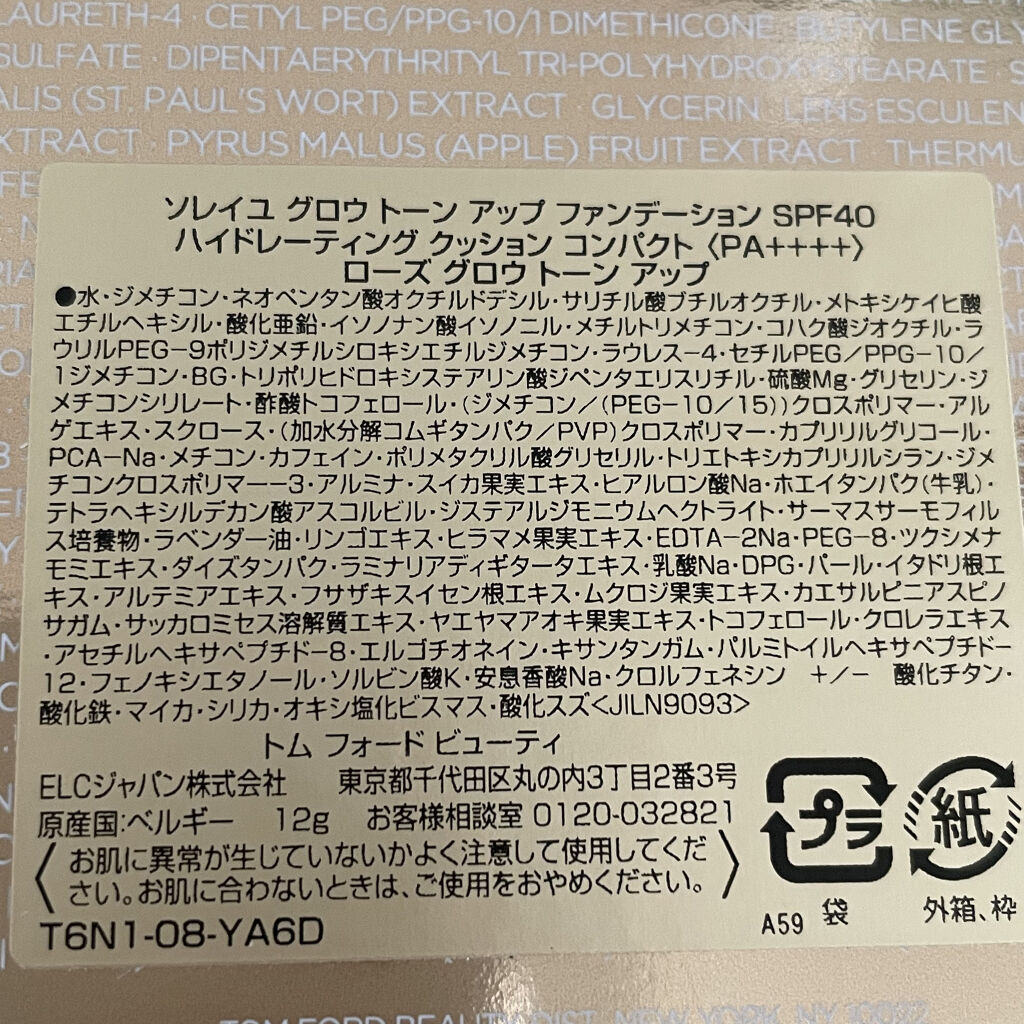 LAURETH-4 · CETYL PEG/PPG-10/1 DIMETHICONE · BUTYLENE GLY
SULFATE · DIPENTAERYTHRITYL TRI-POLYHYDROXYSTEARATE · S
ALIS (ST. PAUL'S WORT) EXTRACT · GLYCERIN · LENS ESCULEN
EXTRACT · PYRUS MALUS (APPLE) FRUIT EXTRACT · THERMU
ソレイユ グロウ トーン アップ ファンデーション SPF40
ハイドレーティング クッション コンパクト〈PA++++〉
ローズ グロウ トーン アップ
●水・ジメチコン・ネオペンタン酸オクチルドデシル・サリチル酸ブチルオクチル・メトキシケイヒ酸
エチルヘキシル・酸化亜鉛・イソノナン酸イソノニル・メチルトリメチコン・コハク酸ジオクチル・ラ
ウリルPEG-9ポリジメチルシロキシエチルジメチコン・ラウレス-4・セチルPEG/PPG-10/
1ジメチコン・BG・トリポリヒドロキシステアリン酸ジペンタエリスリチル・硫酸Mg・グリセリン・ジ
メチコンシリレート・酢酸トコフェロール・(ジメチコン/(PEG-10/15))クロスポリマー・アル
ゲエキス・スクロース・(加水分解コムギタンパク/PVP)クロスポリマー・カプリリルグリコール・
PCA-Na・メチコン・カフェイン・ポリメタクリル酸グリセリル・トリエトキシカプリリルシラン・ジメ
チコンクロスポリマー-3・アルミナ・スイカ果実エキス・ヒアルロン酸Na・ホエイタンパク(牛乳)・
テトラヘキシルデカン酸アスコルビル・ジステアルジモニウムヘクトライト・サーマスサーモフィル
ス培養物・ラベンダー油・リンゴエキス・ヒラマメ果実エキス・EDTA-2Na・PEG-8・ツクシメナ
モミエキス・ダイズタンパク・ラミナリアディギタータエキス・乳酸Na・DPG・パール・イタドリ根エ
キス・アルテミアエキス・フサザキスイセン根エキス・ムクロジ果実エキス・カエサルピニアスピノ
サガム・サッカロミセス溶解質エキス・ヤエヤマアオキ果実エキス・トコフェロール・クロレラエキス
・アセチルヘキサペプチド-8・エルゴチオネイン・キサンタンガム・パルミトイルヘキサペプチド-
12・フェノキシエタノール・ソルビン酸K・安息香酸Na・クロルフェネシン +/- 酸化チタン・
酸化鉄・マイカ・シリカ・オキシ塩化ビスマス・酸化スズ<JILN9093>
トム フォード ビューティ
ELCジャパン株式会社 東京都千代田区丸の内3丁目2番3号
原産国:ベルギー 12g お客様相談室 0120-032821
〈お肌に異常が生じていないかよく注意して使用してくだ
さい。お肌に合わないときは、ご使用をおやめください。〉
T6N1-08-YA6D
プラ
袋
紙
外箱、枠
A59